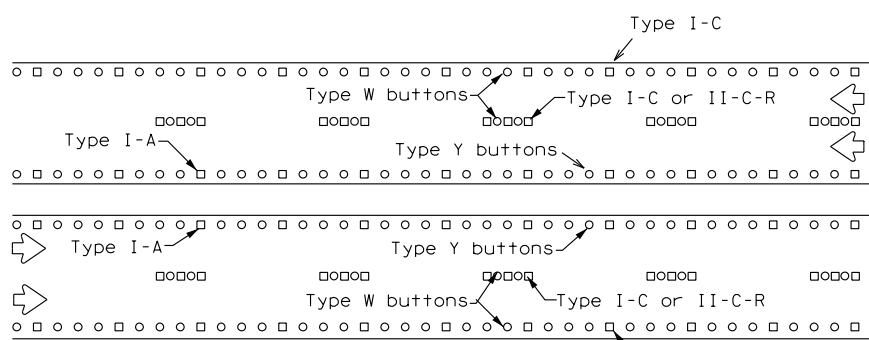 Type I-C
Type W buttons
Type I-C or II-C-R
Type I-A
Type Y buttons
Type I-A
Type Y buttons
Type W buttons
Type I-C or II-C-R